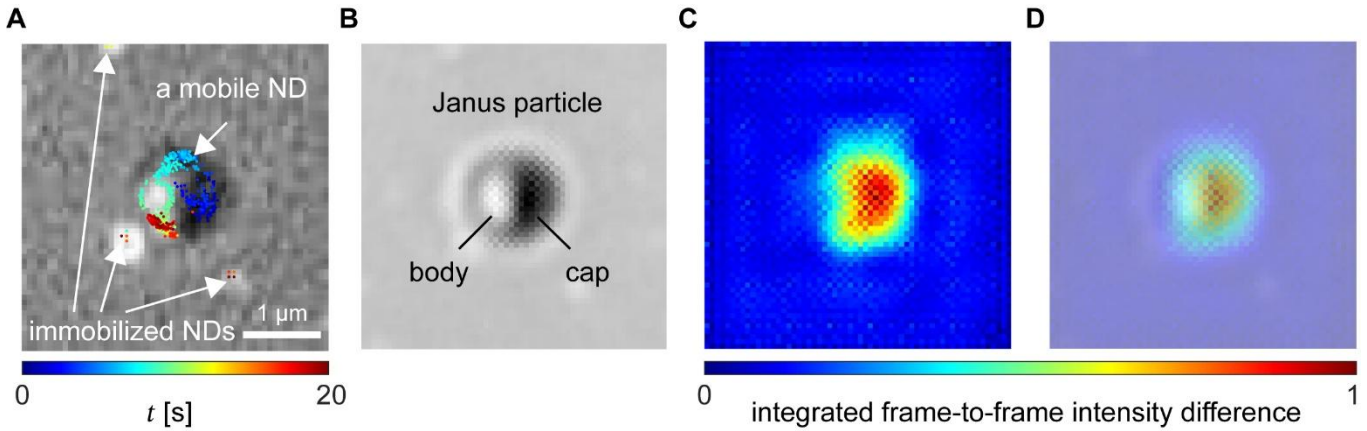 A
B
C
D
a mobile ND
immobilized NDs
1 μm
0
20
t [s]
Janus particle
body
cap
0
1
integrated frame-to-frame intensity difference